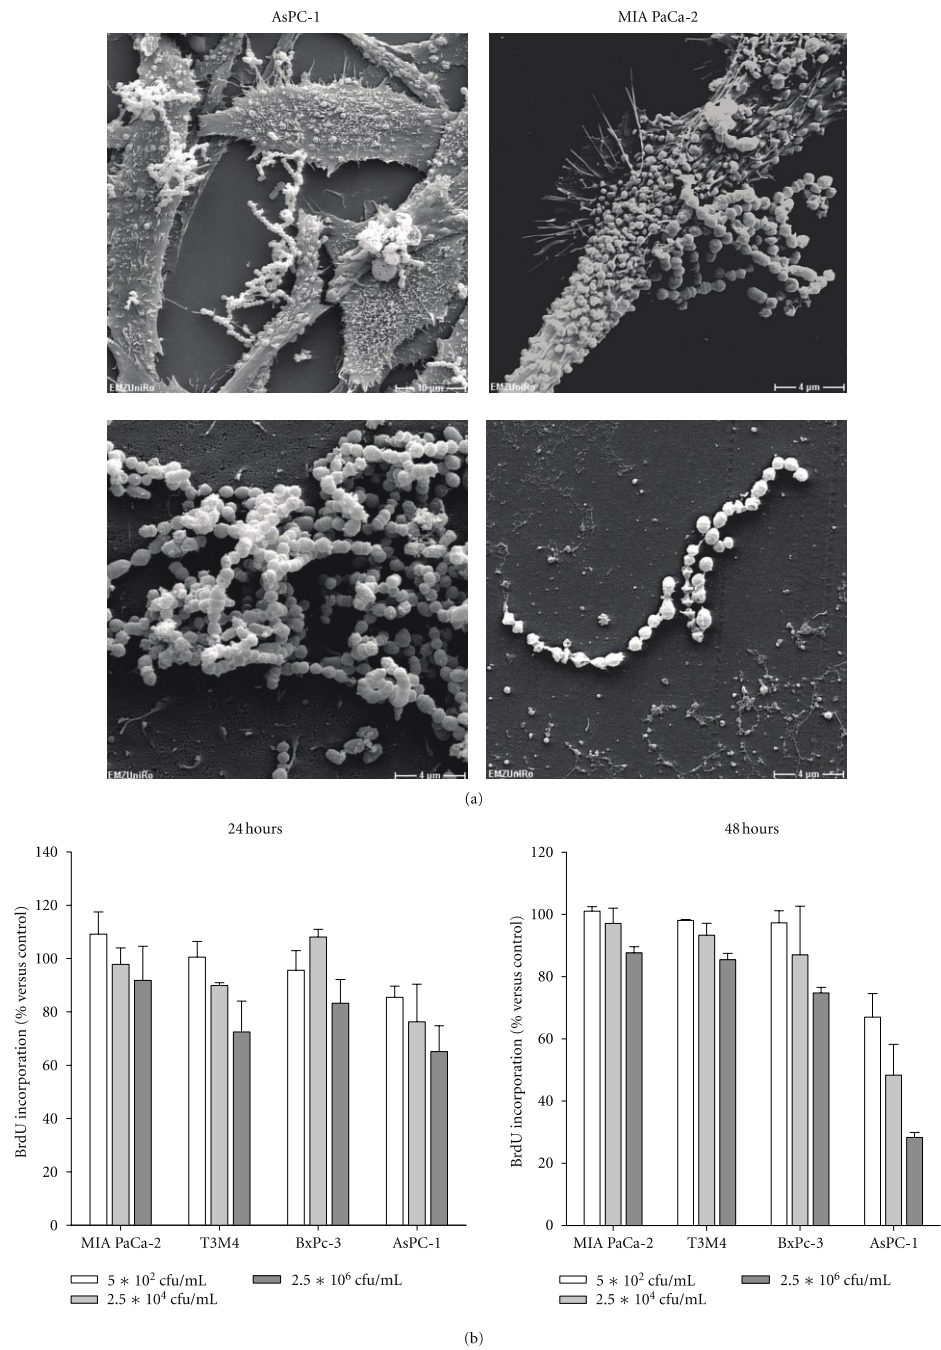 AsPC-1
MIA PaCa-2
EMZUniRo
10 µm
EMZUniRo
4 µm
EMZUniRo
4 µm
EMZUniRo
4 µm
(a)
24 hours
BrdU incorporation (% versus control)
140
120
100
80
60
40
20
0
MIA PaCa-2 T3M4 BxPc-3 AsPC-1
5 ∗ 10² cfu/mL 2.5 ∗ 10⁶ cfu/mL
2.5 ∗ 10⁴ cfu/mL
48 hours
BrdU incorporation (% versus control)
120
100
80
60
40
20
0
MIA PaCa-2 T3M4 BxPc-3 AsPC-1
5 ∗ 10² cfu/mL 2.5 ∗ 10⁶ cfu/mL
2.5 ∗ 10⁴ cfu/mL
(b)